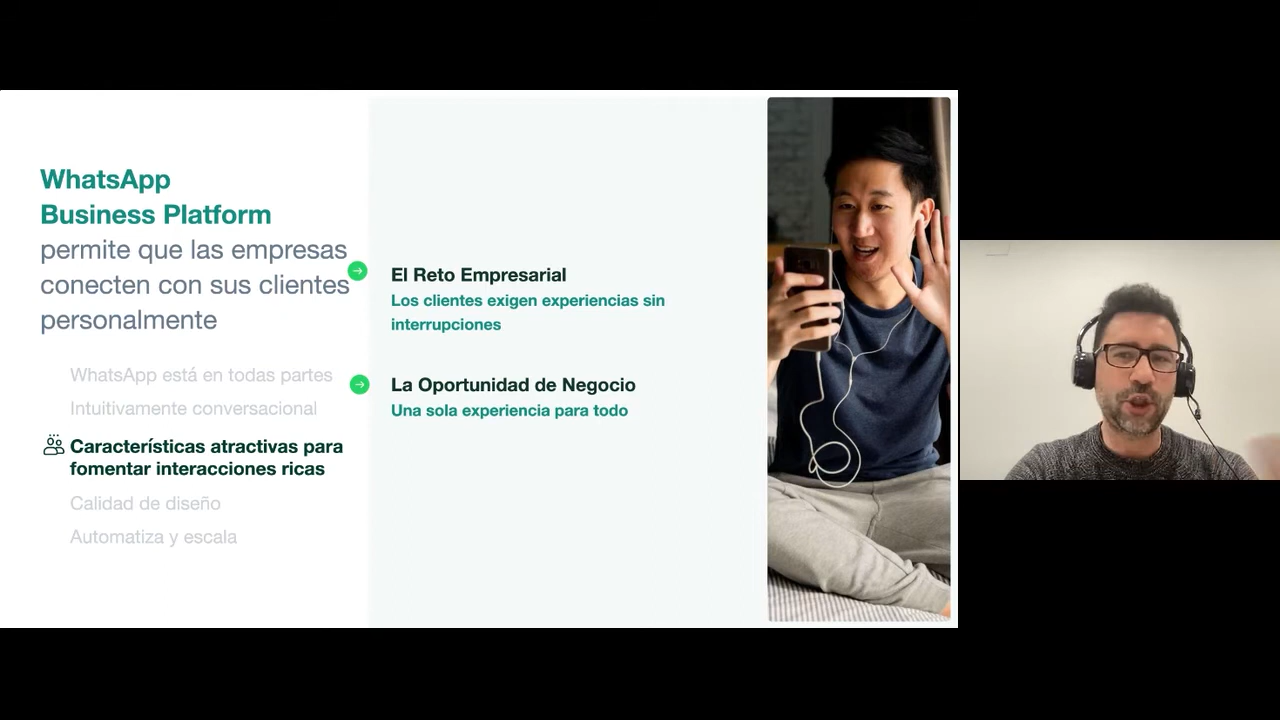 WhatsApp
Business Platform
permite que las empresas
conecten con sus clientes
personalmente
WhatsApp está en todas partes
Intuitivamente conversacional
Características atractivas para
fomentar interacciones ricas
Calidad de diseño
Automatiza y escala
El Reto Empresarial
Los clientes exigen experiencias sin
interrupciones
La Oportunidad de Negocio
Una sola experiencia para todo